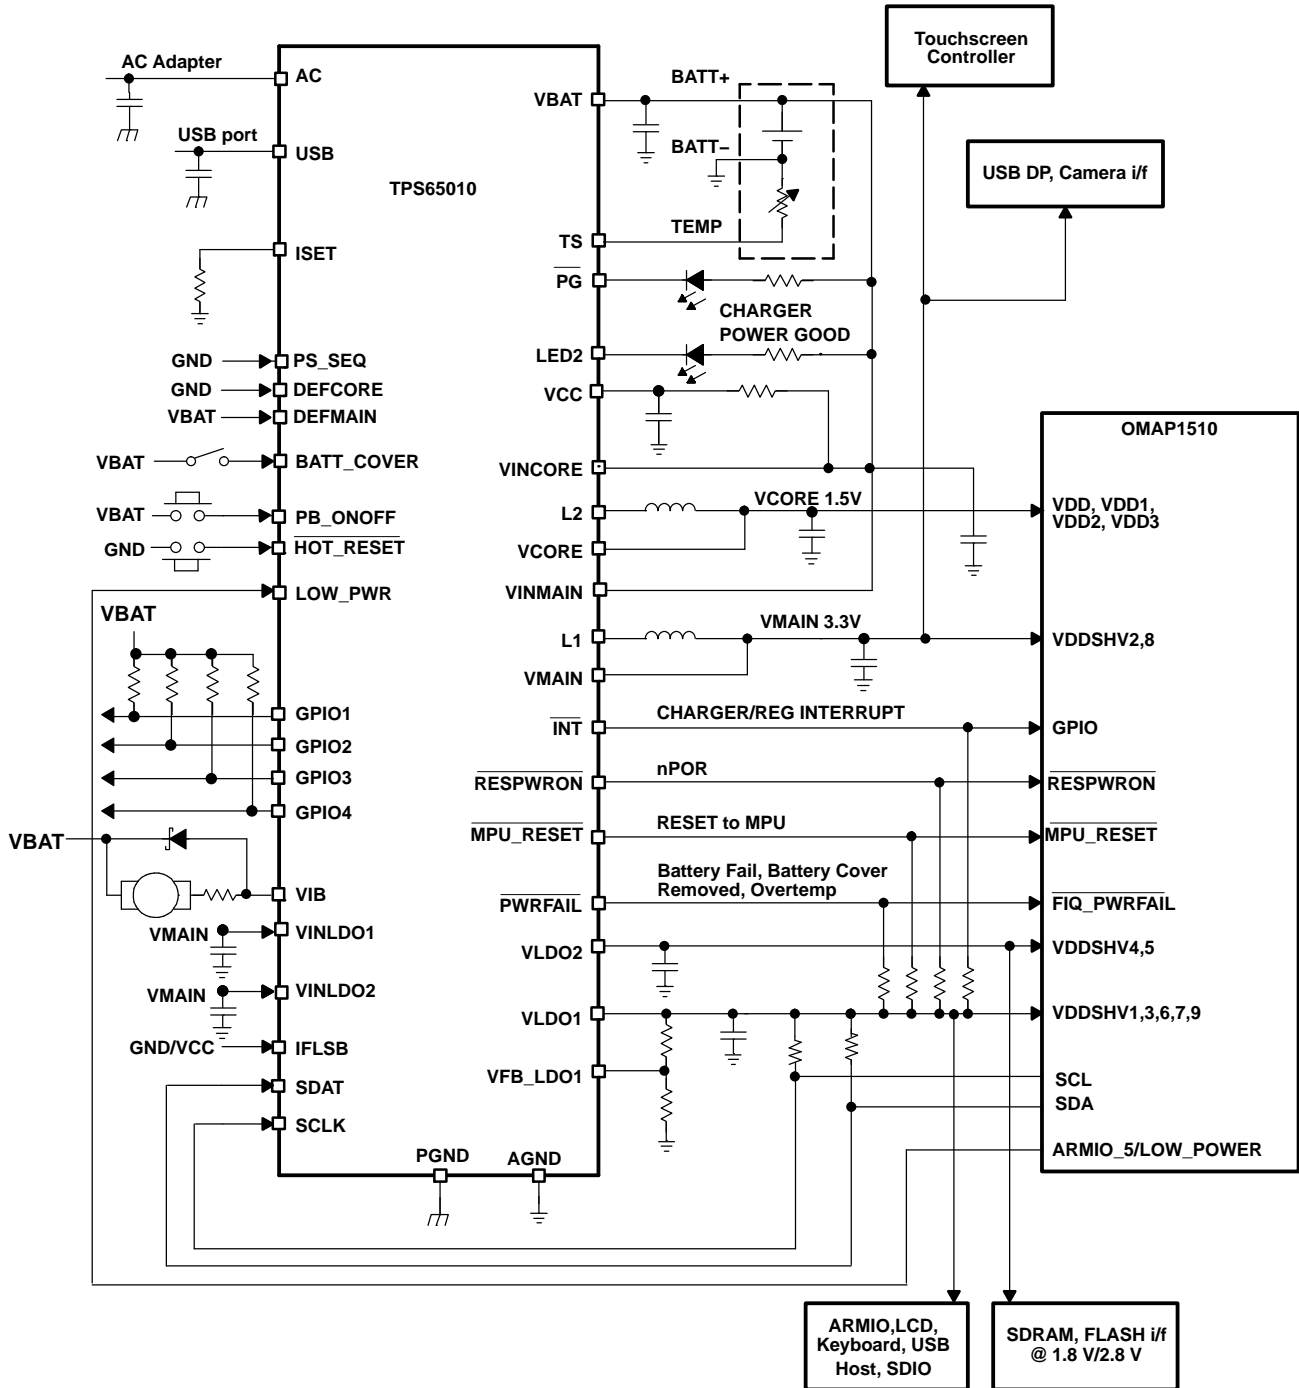 Touchscreen
Controller
AC Adapter
AC
BATT+
VBAT
USB port
USB
BATT−
TPS65010
USB DP, Camera i/f
ISET
TEMP
TS
PG
CHARGER
POWER GOOD
GND
PS_SEQ
LED2
GND
DEFCORE
VCC
VBAT
DEFMAIN
OMAP1510
VBAT
BATT_COVER
VINCORE
VCORE 1.5V
VDD, VDD1,
VDD2, VDD3
VBAT
PB_ONOFF
L2
GND
HOT_RESET
VCORE
LOW_PWR
VINMAIN
VBAT
VMAIN 3.3V
L1
VDDSHV2,8
VMAIN
GPIO1
CHARGER/REG INTERRUPT
INT
GPIO
GPIO2
nPOR
GPIO3
RESPWRON
RESPWRON
GPIO4
RESET to MPU
VBAT
MPU_RESET
MPU_RESET
Battery Fail, Battery Cover
Removed, Overtemp
VIB
PWRFAIL
FIQ_PWRFAIL
VMAIN
VINLDO1
VLDO2
VDDSHV4,5
VMAIN
VINLDO2
VLDO1
VDDSHV1,3,6,7,9
GND/VCC
IFLSB
VFB_LDO1
SCL
SDAT
SDA
SCLK
PGND
AGND
ARMIO_5/LOW_POWER
ARMIO,LCD,
Keyboard, USB
Host, SDIO
SDRAM, FLASH i/f
@ 1.8 V/2.8 V